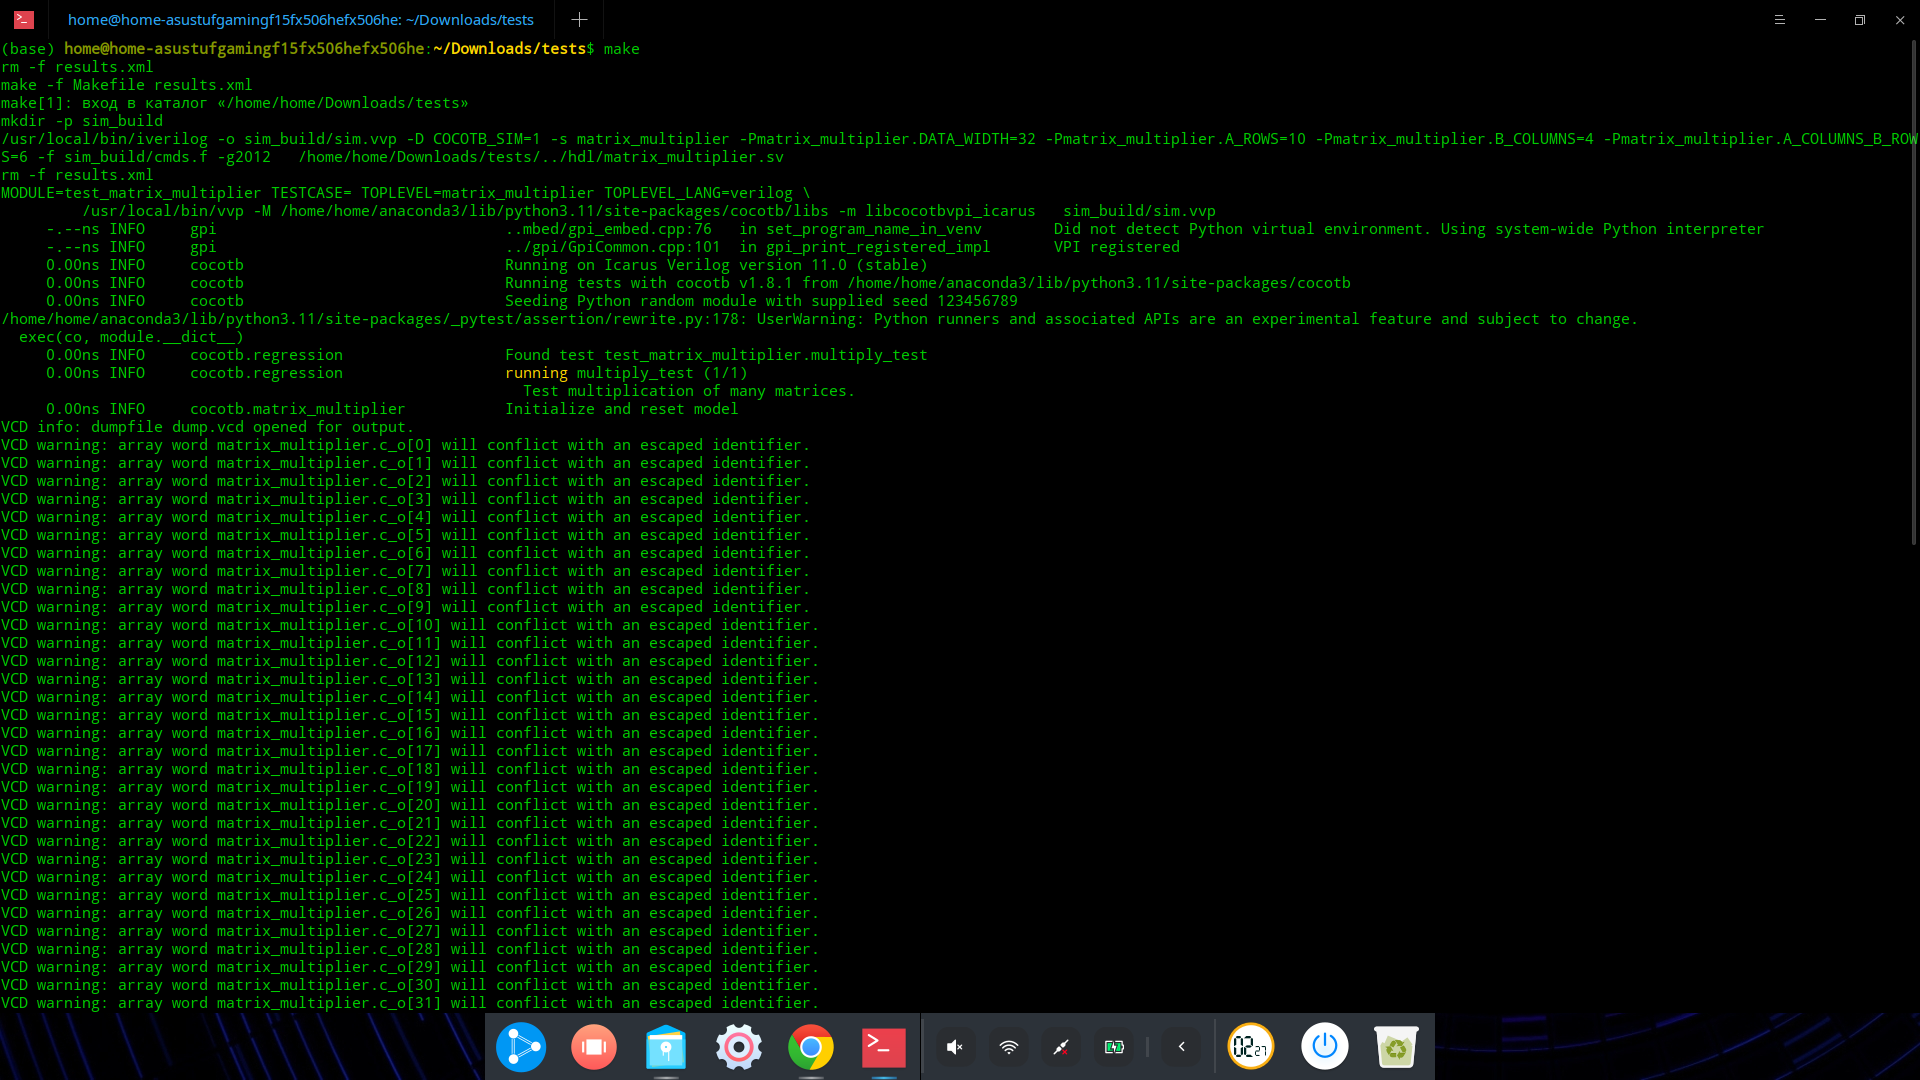 home@home-asustufgamingf15fx506hefx506he: ~/Downloads/tests
(base) home@home-asustufgamingf15fx506hefx506he:~/Downloads/tests$ make
rm -f results.xml
make -f Makefile results.xml
make[1]: вход в каталог «/home/home/Downloads/tests»
mkdir -p sim_build
/usr/local/bin/iverilog -o sim_build/sim.vvp -D COCOTB_SIM=1 -s matrix_multiplier -Pmatrix_multiplier.DATA_WIDTH=32 -Pmatrix_multiplier.A_ROWS=10 -Pmatrix_multiplier.B_COLUMNS=4 -Pmatrix_multiplier.A_COLUMNS_B_ROW
S=6 -f sim_build/cmds.f -g2012   /home/home/Downloads/tests/../hdl/matrix_multiplier.sv
rm -f results.xml
MODULE=test_matrix_multiplier TESTCASE= TOPLEVEL=matrix_multiplier TOPLEVEL_LANG=verilog \
/usr/local/bin/vvp -M /home/home/anaconda3/lib/python3.11/site-packages/cocotb/libs -m libcocotbvpi_icarus   sim_build/sim.vvp
-.--ns INFO     gpi                                ..mbed/gpi_embed.cpp:76   in set_program_name_in_venv        Did not detect Python virtual environment. Using system-wide Python interpreter
-.--ns INFO     gpi                                ../gpi/GpiCommon.cpp:101  in gpi_print_registered_impl       VPI registered
0.00ns INFO     cocotb                             Running on Icarus Verilog version 11.0 (stable)
0.00ns INFO     cocotb                             Running tests with cocotb v1.8.1 from /home/home/anaconda3/lib/python3.11/site-packages/cocotb
0.00ns INFO     cocotb                             Seeding Python random module with supplied seed 123456789
/home/home/anaconda3/lib/python3.11/site-packages/_pytest/assertion/rewrite.py:178: UserWarning: Python runners and associated APIs are an experimental feature and subject to change.
exec(co, module.__dict__)
0.00ns INFO     cocotb.regression                  Found test test_matrix_multiplier.multiply_test
0.00ns INFO     cocotb.regression                  running multiply_test (1/1)
Test multiplication of many matrices.
0.00ns INFO     cocotb.matrix_multiplier           Initialize and reset model
VCD info: dumpfile dump.vcd opened for output.
VCD warning: array word matrix_multiplier.c_o[0] will conflict with an escaped identifier.
VCD warning: array word matrix_multiplier.c_o[1] will conflict with an escaped identifier.
VCD warning: array word matrix_multiplier.c_o[2] will conflict with an escaped identifier.
VCD warning: array word matrix_multiplier.c_o[3] will conflict with an escaped identifier.
VCD warning: array word matrix_multiplier.c_o[4] will conflict with an escaped identifier.
VCD warning: array word matrix_multiplier.c_o[5] will conflict with an escaped identifier.
VCD warning: array word matrix_multiplier.c_o[6] will conflict with an escaped identifier.
VCD warning: array word matrix_multiplier.c_o[7] will conflict with an escaped identifier.
VCD warning: array word matrix_multiplier.c_o[8] will conflict with an escaped identifier.
VCD warning: array word matrix_multiplier.c_o[9] will conflict with an escaped identifier.
VCD warning: array word matrix_multiplier.c_o[10] will conflict with an escaped identifier.
VCD warning: array word matrix_multiplier.c_o[11] will conflict with an escaped identifier.
VCD warning: array word matrix_multiplier.c_o[12] will conflict with an escaped identifier.
VCD warning: array word matrix_multiplier.c_o[13] will conflict with an escaped identifier.
VCD warning: array word matrix_multiplier.c_o[14] will conflict with an escaped identifier.
VCD warning: array word matrix_multiplier.c_o[15] will conflict with an escaped identifier.
VCD warning: array word matrix_multiplier.c_o[16] will conflict with an escaped identifier.
VCD warning: array word matrix_multiplier.c_o[17] will conflict with an escaped identifier.
VCD warning: array word matrix_multiplier.c_o[18] will conflict with an escaped identifier.
VCD warning: array word matrix_multiplier.c_o[19] will conflict with an escaped identifier.
VCD warning: array word matrix_multiplier.c_o[20] will conflict with an escaped identifier.
VCD warning: array word matrix_multiplier.c_o[21] will conflict with an escaped identifier.
VCD warning: array word matrix_multiplier.c_o[22] will conflict with an escaped identifier.
VCD warning: array word matrix_multiplier.c_o[23] will conflict with an escaped identifier.
VCD warning: array word matrix_multiplier.c_o[24] will conflict with an escaped identifier.
VCD warning: array word matrix_multiplier.c_o[25] will conflict with an escaped identifier.
VCD warning: array word matrix_multiplier.c_o[26] will conflict with an escaped identifier.
VCD warning: array word matrix_multiplier.c_o[27] will conflict with an escaped identifier.
VCD warning: array word matrix_multiplier.c_o[28] will conflict with an escaped identifier.
VCD warning: array word matrix_multiplier.c_o[29] will conflict with an escaped identifier.
VCD warning: array word matrix_multiplier.c_o[30] will conflict with an escaped identifier.
VCD warning: array word matrix_multiplier.c_o[31] will conflict with an escaped identifier.
02 27